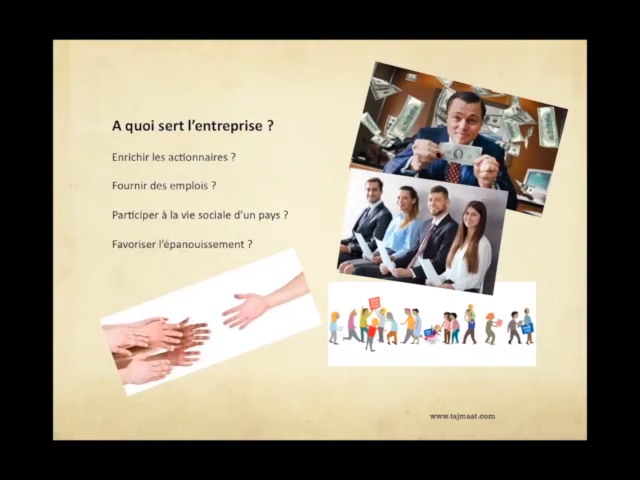 A quoi sert l’entreprise ?
Enrichir les actionnaires ?
Fournir des emplois ?
Participer à la vie sociale d’un pays ?
Favoriser l’épanouissement ?
www.tajmaat.com